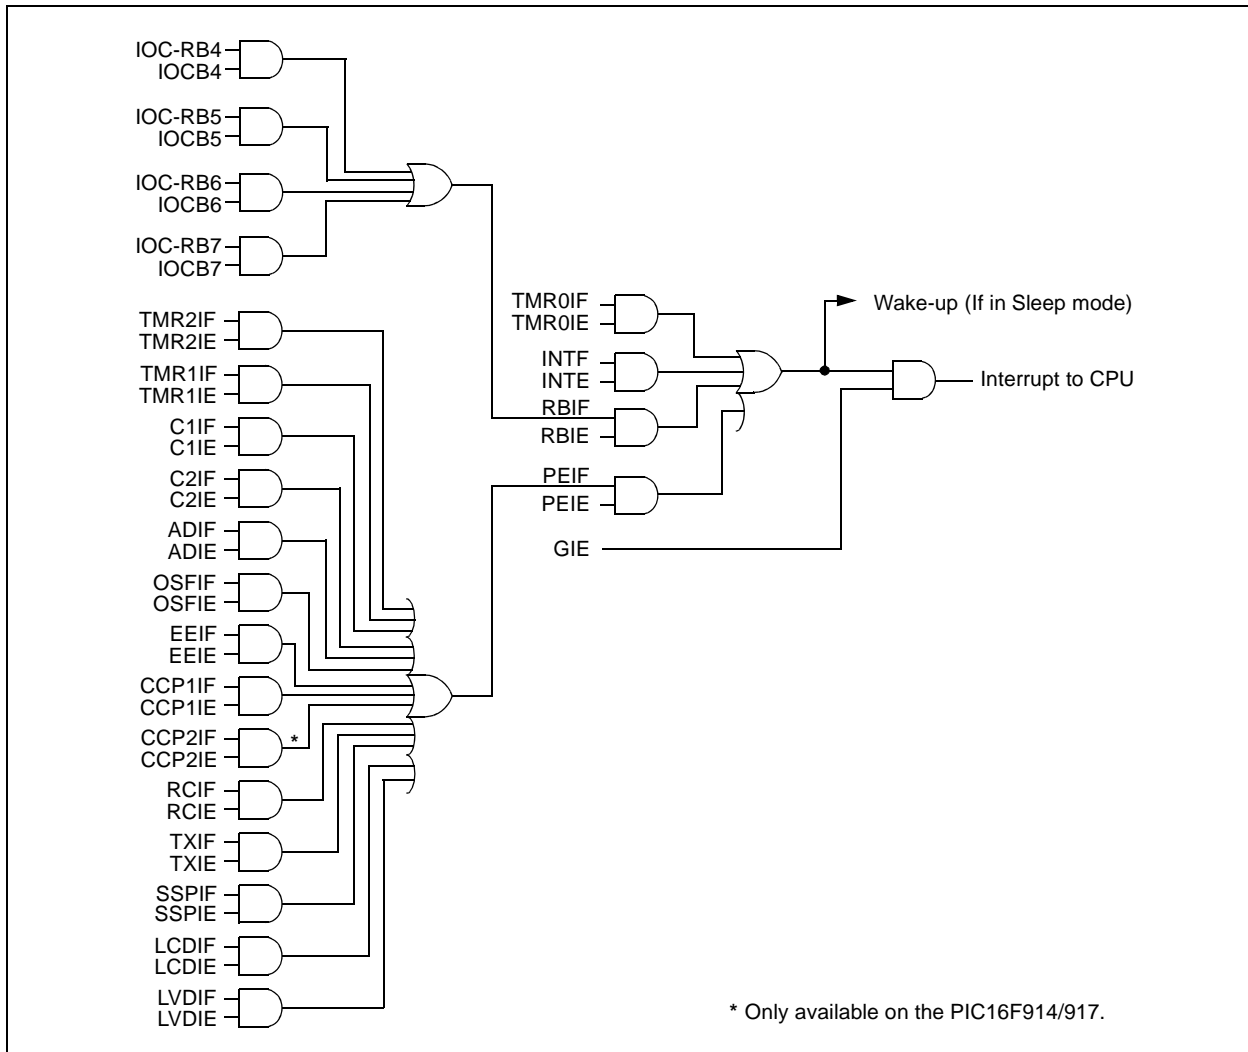 IOC-RB4
IOCB4
IOC-RB5
IOCB5
IOC-RB6
IOCB6
IOC-RB7
IOCB7
TMR2IF
TMR2IE
TMR1IF
TMR1IE
C1IF
C1IE
C2IF
C2IE
ADIF
ADIE
OSFIF
OSFIE
EEIF
EEIE
CCP1IF
CCP1IE
CCP2IF
CCP2IE
*
RCIF
RCIE
TXIF
TXIE
SSPIF
SSPIE
LCDIF
LCDIE
LVDIF
LVDIE
TMR0IF
TMR0IE
INTF
INTE
RBIF
RBIE
PEIF
PEIE
GIE
Wake-up (If in Sleep mode)
Interrupt to CPU
* Only available on the PIC16F914/917.